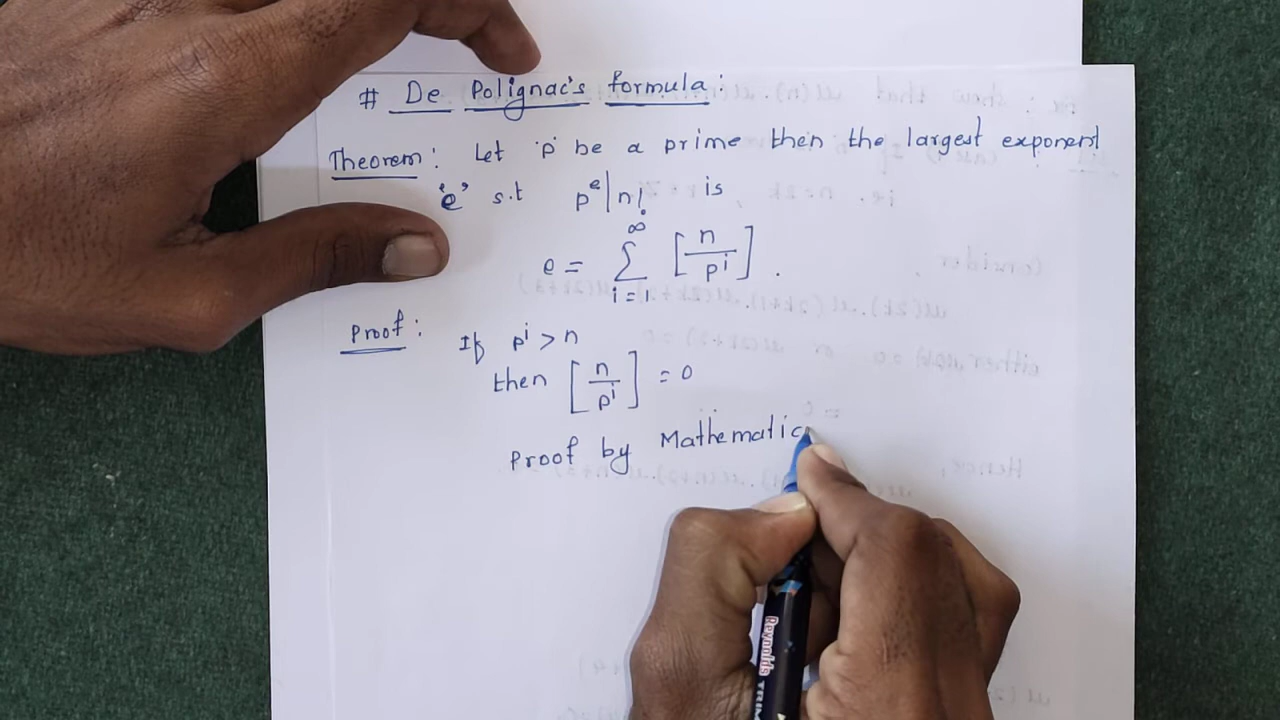 # De Polignac's formula:
Theorem: Let 'p' be a prime then the largest exponent
'e' s.t p^e|n! is
e = ∞ ∑ i=1 [n/p^i].
Proof: If p^i > n
then [n/p^i] = 0
Proof by Mathematic
Reynolds TRIM